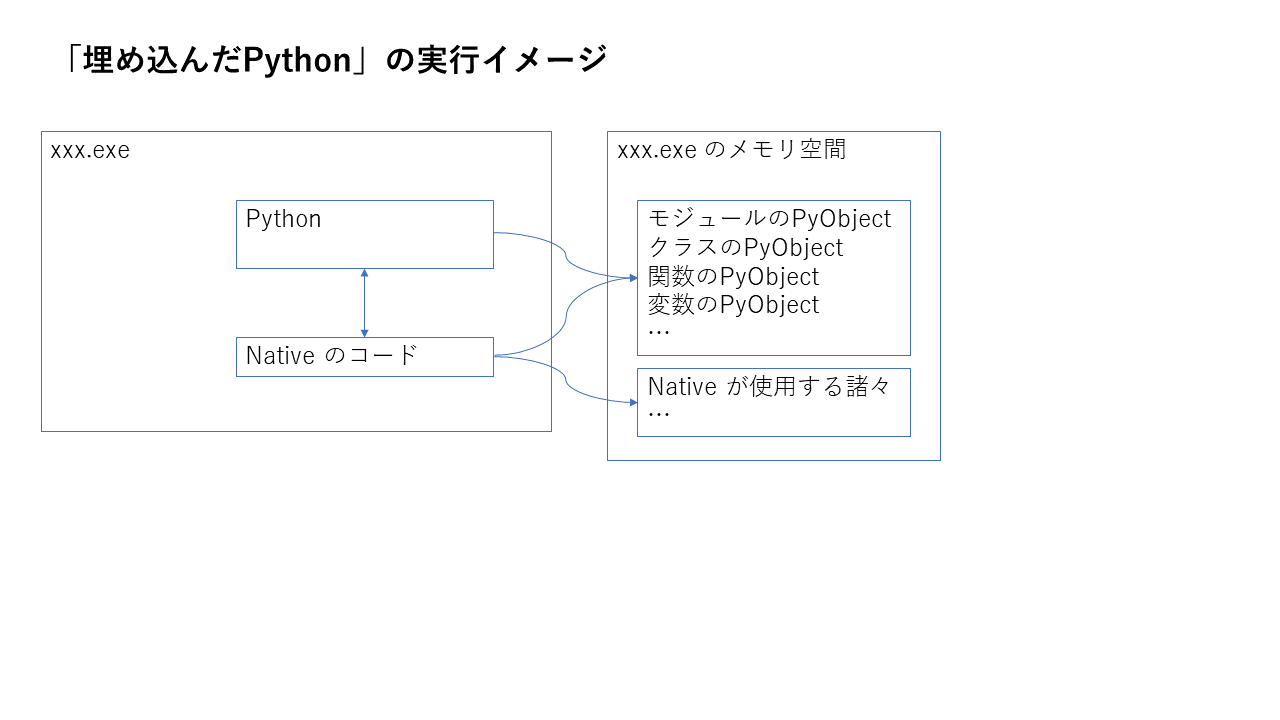 「埋め込んだPython」の実行イメージ
xxx.exe
Python
Native のコード
xxx.exe のメモリ空間
モジュールのPyObject
クラスのPyObject
関数のPyObject
変数のPyObject
…
Native が使用する諸々
…